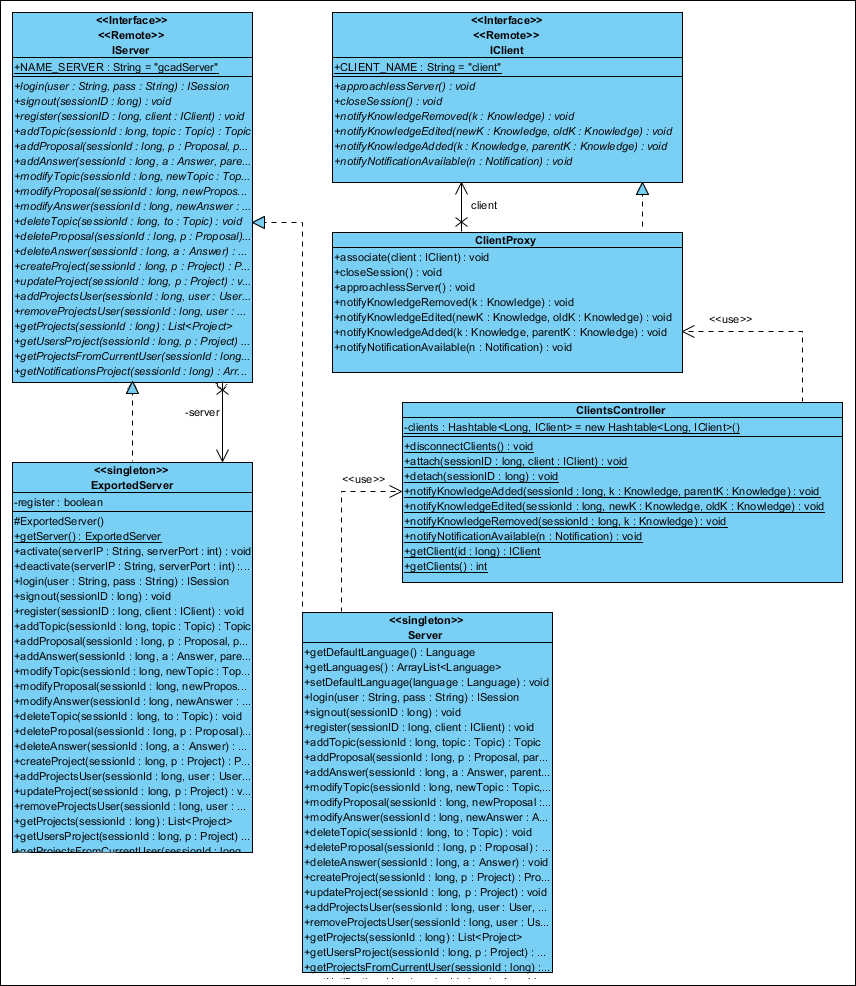 <<Interface>>
<<Remote>>
IServer
+NAME_SERVER : String = "gcadServer"
+login(user : String, pass : String) : ISession
+signout(sessionID : long) : void
+register(sessionID : long, client : IClient) : void
+addTopic(sessionId : long, topic : Topic) : Topic
+addProposal(sessionId : long, p : Proposal, p...
+addAnswer(sessionId : long, a : Answer, pare...
+modifyTopic(sessionId : long, newTopic : Top...
+modifyProposal(sessionId : long, newPropos...
+modifyAnswer(sessionId : long, newAnswer : ...
+deleteTopic(sessionId : long, to : Topic) : void
+deleteProposal(sessionId : long, p : Proposal)...
+deleteAnswer(sessionId : long, a : Answer) : ...
+createProject(sessionId : long, p : Project) : P...
+updateProject(sessionId : long, p : Project) : v...
+addProjectsUser(sessionId : long, user : User...
+removeProjectsUser(sessionId : long, user : ...
+getProjects(sessionId : long) : List<Project>
+getUsersProject(sessionId : long, p : Project) ...
+getProjectsFromCurrentUser(sessionId : long...
+getNotificationsProject(sessionId : long) : Arr...
<<Interface>>
<<Remote>>
IClient
+CLIENT_NAME : String = "client"
+approachlessServer() : void
+closeSession() : void
+notifyKnowledgeRemoved(k : Knowledge) : void
+notifyKnowledgeEdited(newK : Knowledge, oldK : Knowledge) : void
+notifyKnowledgeAdded(k : Knowledge, parentK : Knowledge) : void
+notifyNotificationAvailable(n : Notification) : void
client
ClientProxy
+associate(client : IClient) : void
+closeSession() : void
+approachlessServer() : void
+notifyKnowledgeRemoved(k : Knowledge) : void
+notifyKnowledgeEdited(newK : Knowledge, oldK : Knowledge) : void
+notifyKnowledgeAdded(k : Knowledge, parentK : Knowledge) : void
+notifyNotificationAvailable(n : Notification) : void
<<use>>
ClientsController
-clients : Hashtable<Long, IClient> = new Hashtable<Long, IClient>()
+disconnectClients() : void
+attach(sessionID : long, client : IClient) : void
+detach(sessionID : long) : void
+notifyKnowledgeAdded(sessionId : long, k : Knowledge, parentK : Knowledge) : void
+notifyKnowledgeEdited(sessionId : long, newK : Knowledge, oldK : Knowledge) : void
+notifyKnowledgeRemoved(sessionId : long, k : Knowledge) : void
+notifyNotificationAvailable(n : Notification) : void
+getClient(id : long) : IClient
+getClients() : int
<<use>>
-server
<<singleton>>
ExportedServer
-register : boolean
#ExportedServer()
+getServer() : ExportedServer
+activate(serverIP : String, serverPort : int) : void
+deactivate(serverIP : String, serverPort : int) :...
+login(user : String, pass : String) : ISession
+signout(sessionID : long) : void
+register(sessionID : long, client : IClient) : void
+addTopic(sessionId : long, topic : Topic) : Topic
+addProposal(sessionId : long, p : Proposal, p...
+addAnswer(sessionId : long, a : Answer, pare...
+modifyTopic(sessionId : long, newTopic : Top...
+modifyProposal(sessionId : long, newPropos...
+modifyAnswer(sessionId : long, newAnswer : ...
+deleteTopic(sessionId : long, to : Topic) : void
+deleteProposal(sessionId : long, p : Proposal)...
+deleteAnswer(sessionId : long, a : Answer) : ...
+createProject(sessionId : long, p : Project) : P...
+addProjectsUser(sessionId : long, user : User...
+updateProject(sessionId : long, p : Project) : v...
+removeProjectsUser(sessionId : long, user : ...
+getProjects(sessionId : long) : List<Project>
+getUsersProject(sessionId : long, p : Project) ...
+getProjectsFromCurrentUser(sessionId : long...
<<singleton>>
Server
+getDefaultLanguage() : Language
+getLanguages() : ArrayList<Language>
+setDefaultLanguage(language : Language) : void
+login(user : String, pass : String) : ISession
+signout(sessionID : long) : void
+register(sessionID : long, client : IClient) : void
+addTopic(sessionId : long, topic : Topic) : Topic
+addProposal(sessionId : long, p : Proposal, par...
+addAnswer(sessionId : long, a : Answer, parent...
+modifyTopic(sessionId : long, newTopic : Topic,...
+modifyProposal(sessionId : long, newProposal :...
+modifyAnswer(sessionId : long, newAnswer : A...
+deleteTopic(sessionId : long, to : Topic) : void
+deleteProposal(sessionId : long, p : Proposal) : ...
+deleteAnswer(sessionId : long, a : Answer) : void
+createProject(sessionId : long, p : Project) : Pro...
+updateProject(sessionId : long, p : Project) : void
+addProjectsUser(sessionId : long, user : User, ...
+removeProjectsUser(sessionId : long, user : Us...
+getProjects(sessionId : long) : List<Project>
+getUsersProject(sessionId : long, p : Project) : ...
+getProjectsFromCurrentUser(sessionId : long) :...